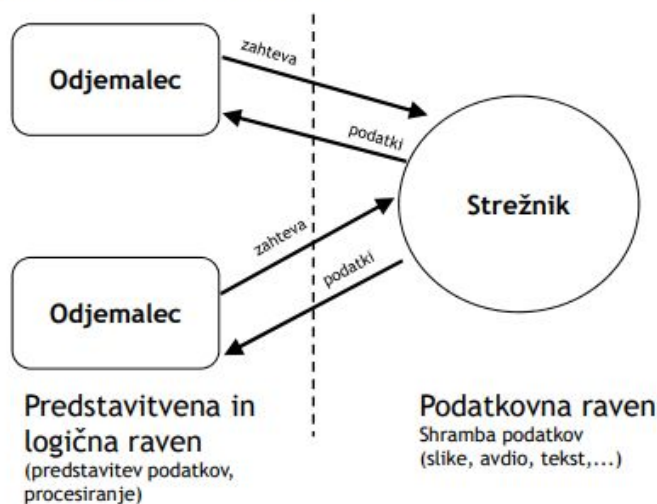 zahteva
Odjemalec
podatki
Strežnik
zahteva
podatki
Odjemalec
Predstavitvena in
logična raven
(predstavitev podatkov,
procesiranje)
Podatkovna raven
Shramba podatkov
(slike, avdio, tekst,...)